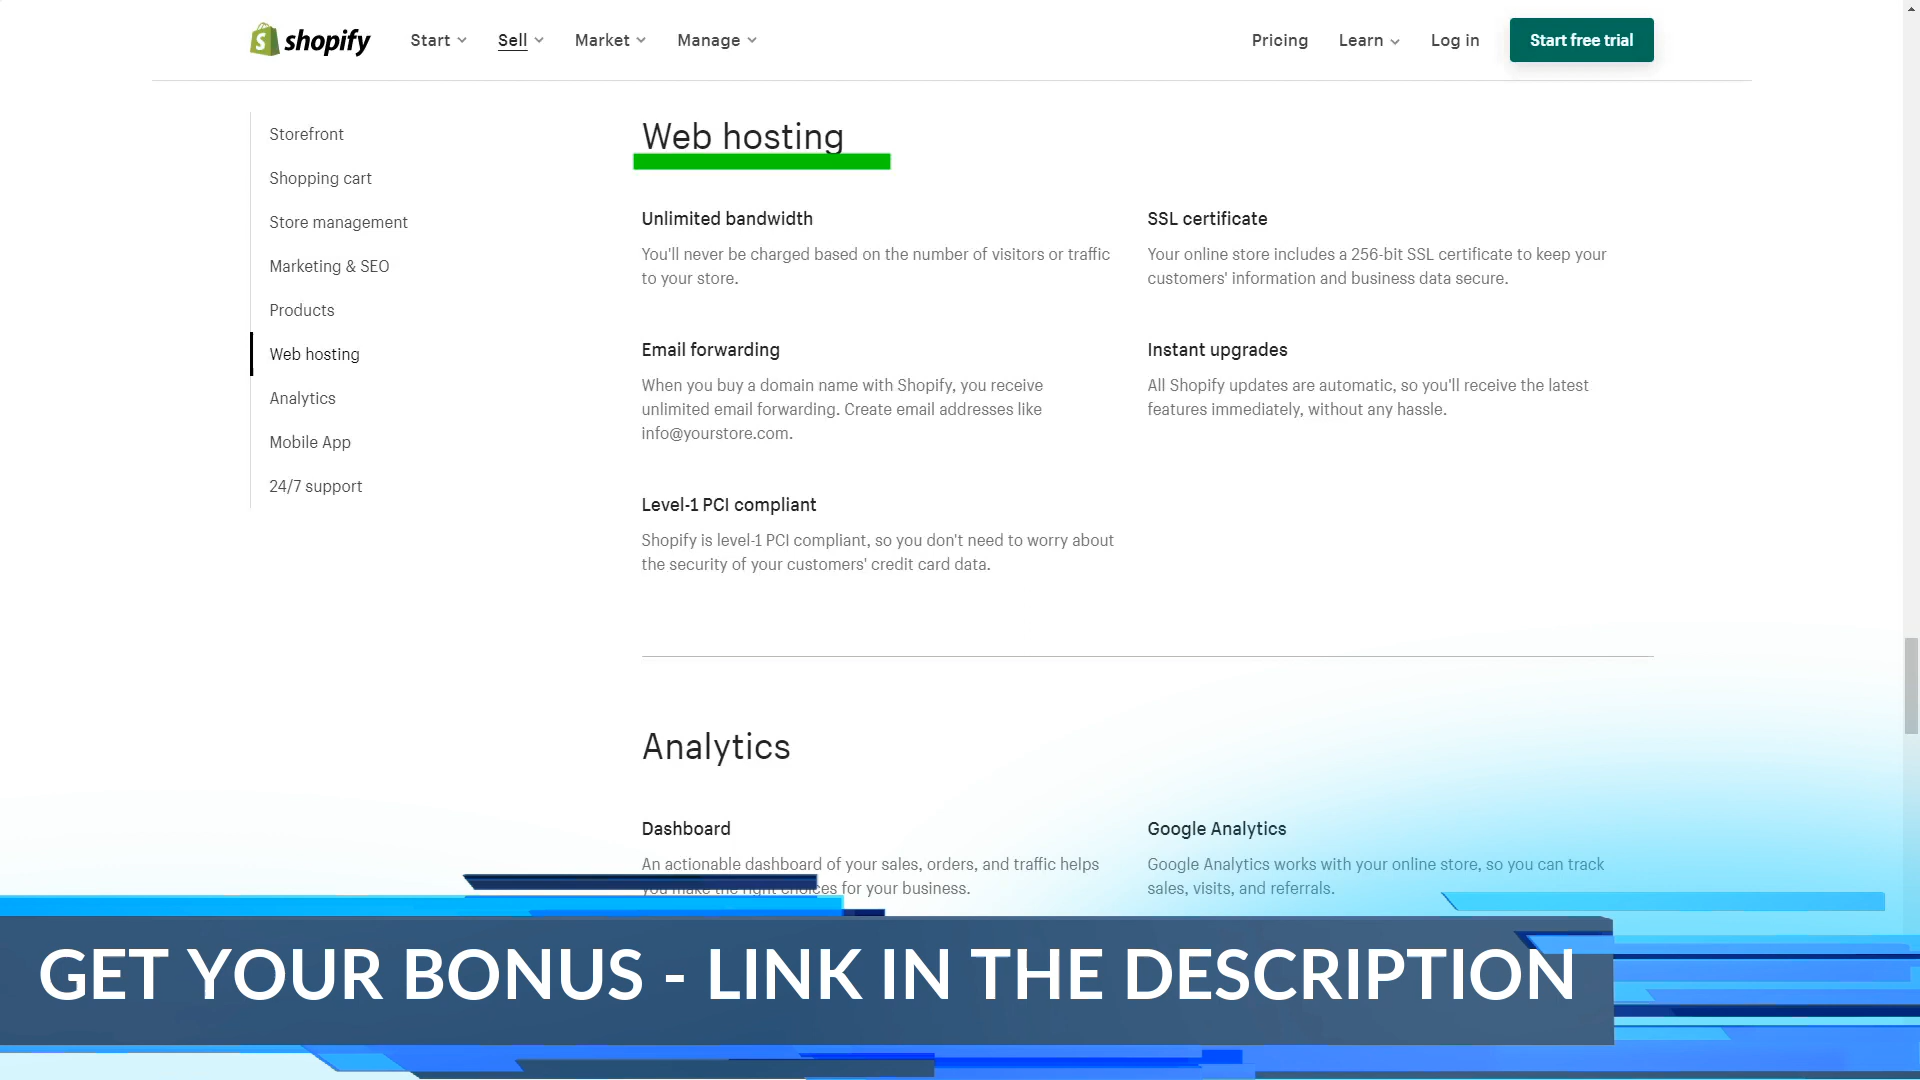 shopify
Start
Sell
Market
Manage
Pricing
Learn
Log in
Start free trial
Storefront
Shopping cart
Store management
Marketing & SEO
Products
Web hosting
Analytics
Mobile App
24/7 support
Web hosting
Unlimited bandwidth
You'll never be charged based on the number of visitors or traffic
to your store.
SSL certificate
Your online store includes a 256-bit SSL certificate to keep your
customers' information and business data secure.
Email forwarding
When you buy a domain name with Shopify, you receive
unlimited email forwarding. Create email addresses like
info@yourstore.com.
Instant upgrades
All Shopify updates are automatic, so you'll receive the latest
features immediately, without any hassle.
Level-1 PCI compliant
Shopify is level-1 PCI compliant, so you don't need to worry about
the security of your customers' credit card data.
Analytics
Dashboard
An actionable dashboard of your sales, orders, and traffic helps
you make the right choices for your business.
Google Analytics
Google Analytics works with your online store, so you can track
sales, visits, and referrals.
GET YOUR BONUS - LINK IN THE DESCRIPTION